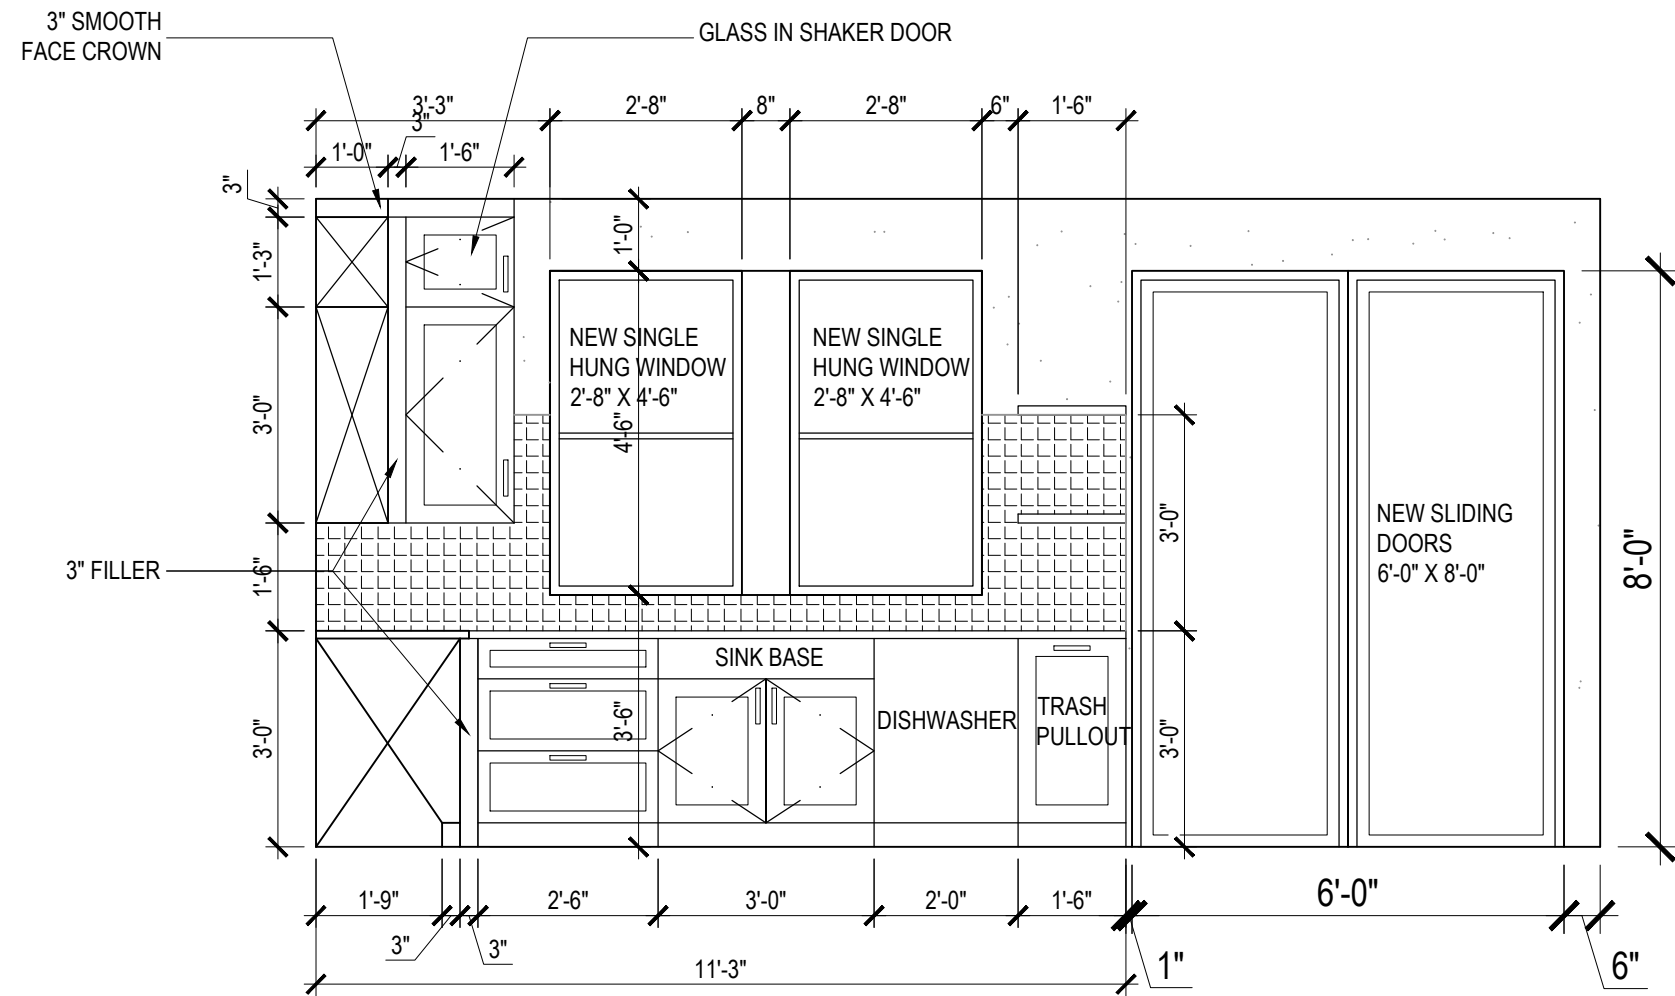 3" SMOOTH
FACE CROWN
GLASS IN SHAKER DOOR
3'-3"
2'-8"
8"
2'-8"
6"
1'-6"
3"
1'-0"
1'-6"
3"
1'-0"
1'-3"
NEW SINGLE
HUNG WINDOW
2'-8" X 4'-6"
NEW SINGLE
HUNG WINDOW
2'-8" X 4'-6"
3'-0"
4'-6"
3'-0"
NEW SLIDING
DOORS
6'-0" X 8'-0"
8'-0"
3" FILLER
1'-6"
SINK BASE
3'-0"
3'-6"
DISHWASHER
TRASH
PULLOUT
3'-0"
1'-9"
2'-6"
3'-0"
2'-0"
1'-6"
6'-0"
3"
3"
11'-3"
1"
6"